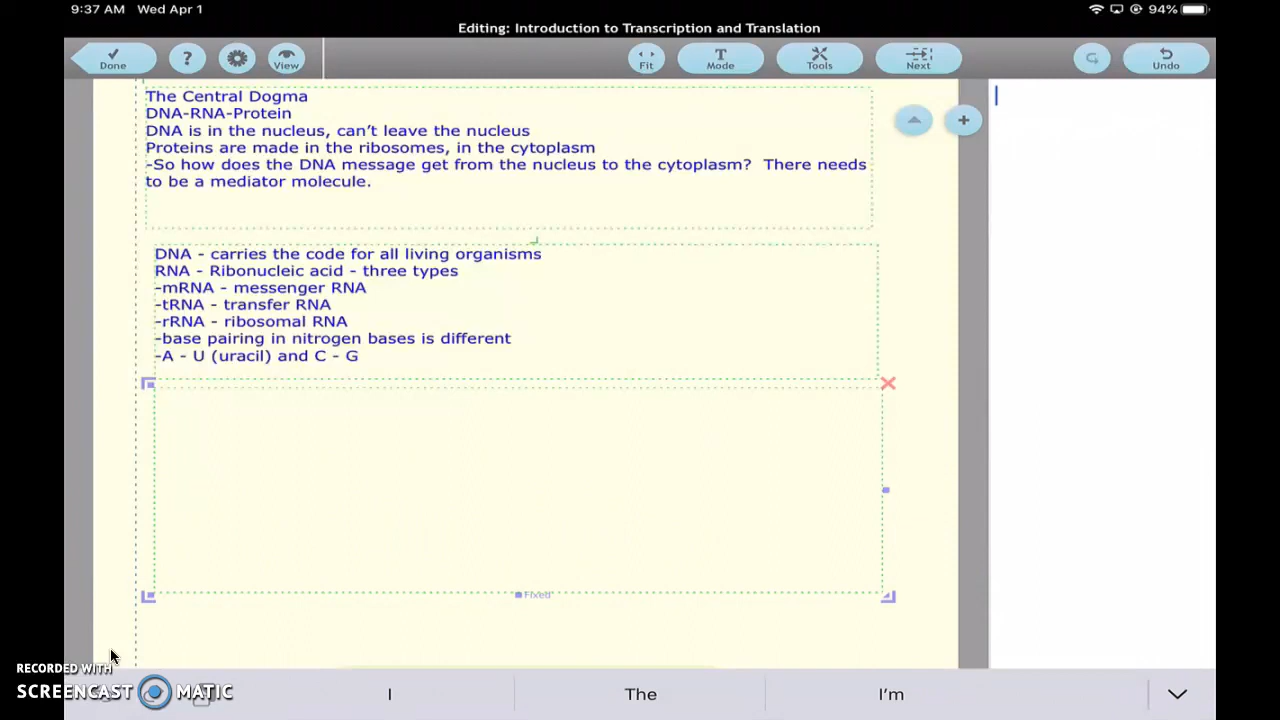 9:37 AM Wed Apr 1
94%
Editing: Introduction to Transcription and Translation
Done
?
View
Fit
T
Mode
Tools
Next
Undo
The Central Dogma
DNA-RNA-Protein
DNA is in the nucleus, can’t leave the nucleus
Proteins are made in the ribosomes, in the cytoplasm
-So how does the DNA message get from the nucleus to the cytoplasm? There needs
to be a mediator molecule.
DNA - carries the code for all living organisms
RNA - Ribonucleic acid - three types
-mRNA - messenger RNA
-tRNA - transfer RNA
-rRNA - ribosomal RNA
-base pairing in nitrogen bases is different
-A - U (uracil) and C - G
Fixed
RECORDED WITH
SCREENCAST MATIC
I
The
I’m